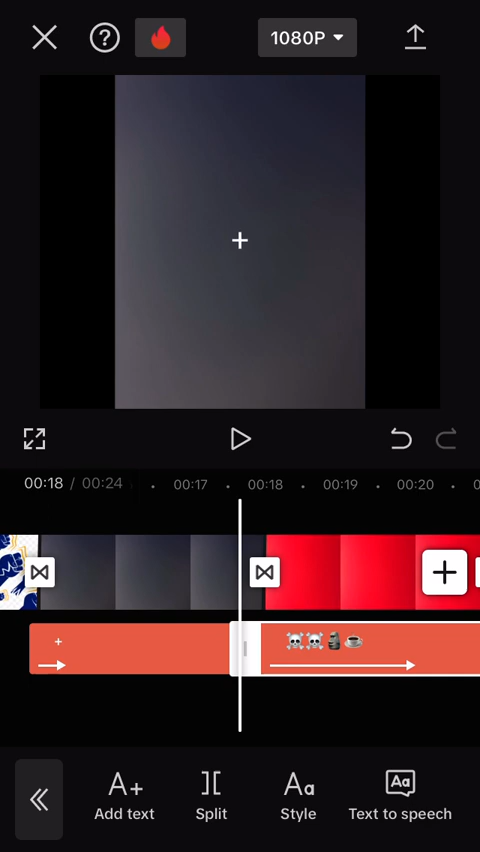 1080P
+
00:18 / 00:24
00:17
00:18
00:19
00:20
+
☠️☠️🗿☕
Add text
Split
Style
Text to speech